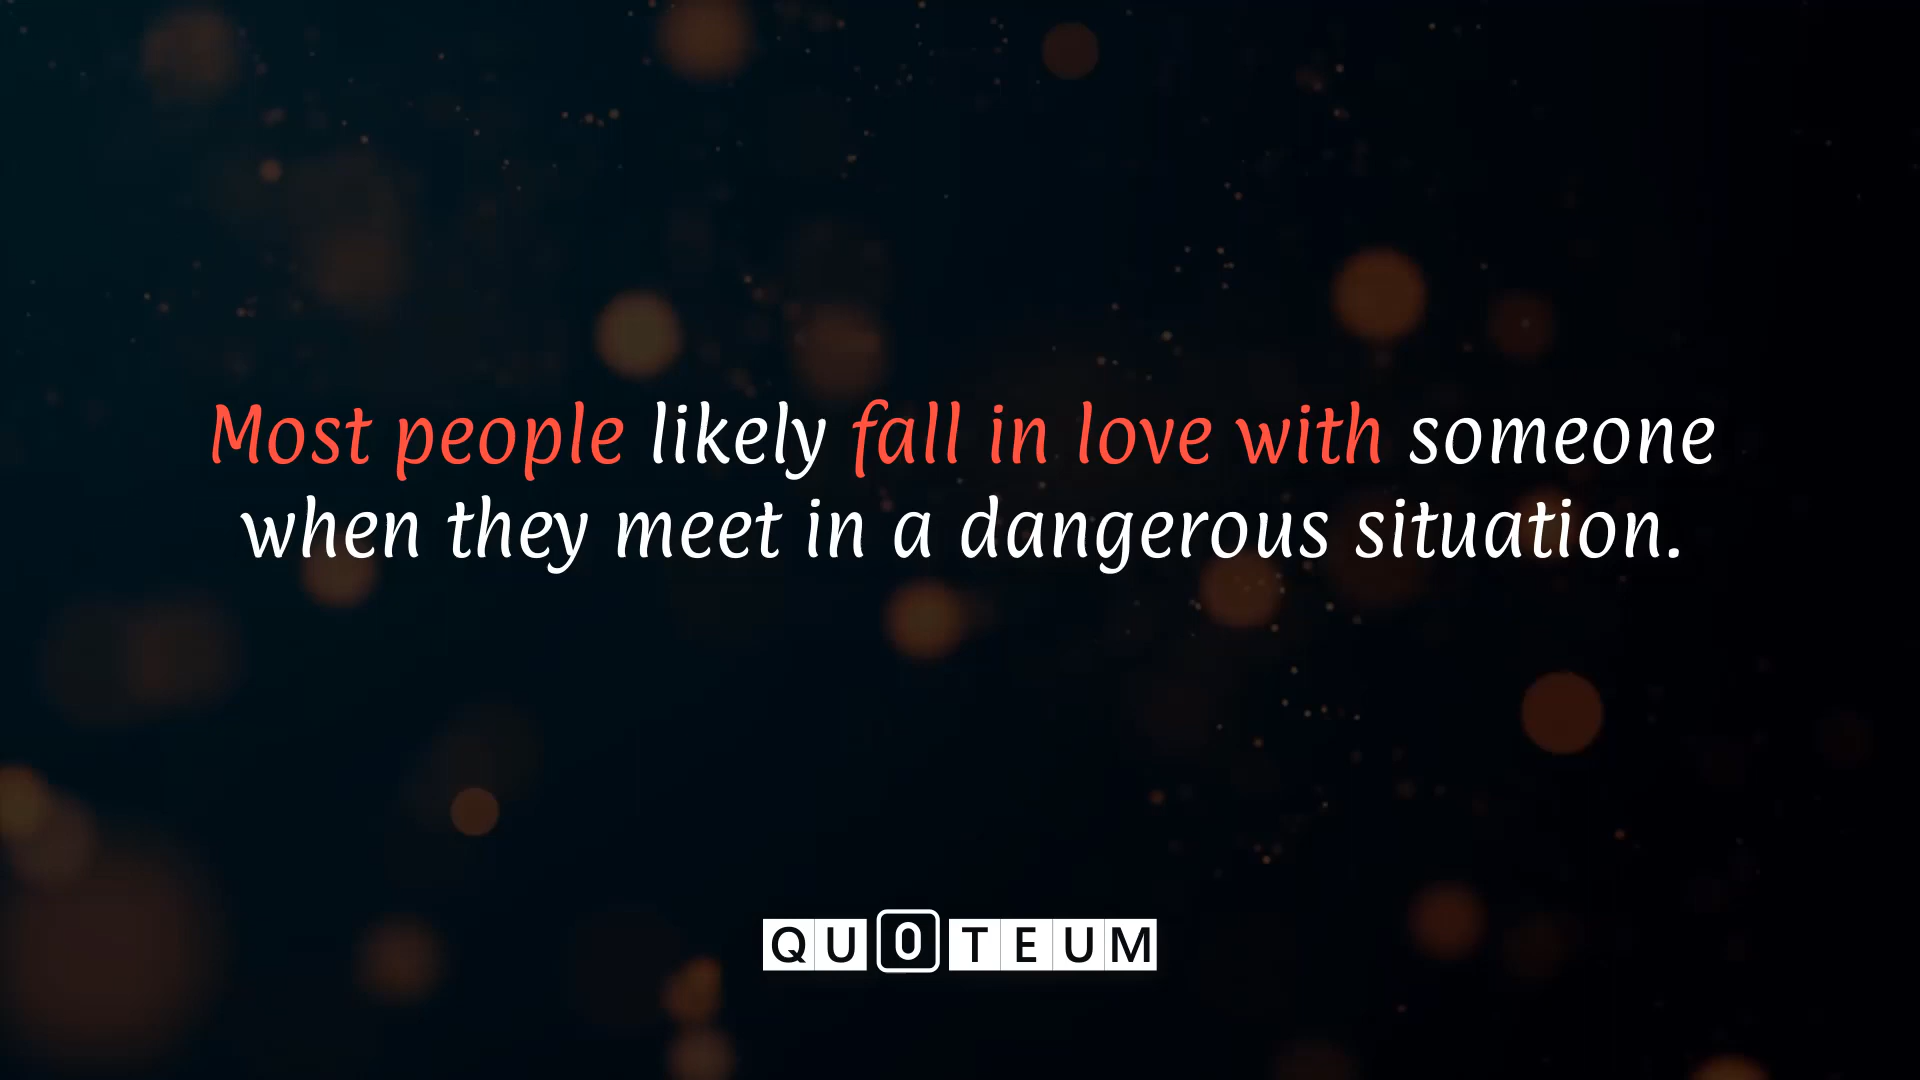 Most people likely fall in love with someone
when they meet in a dangerous situation.
QUOTEUM